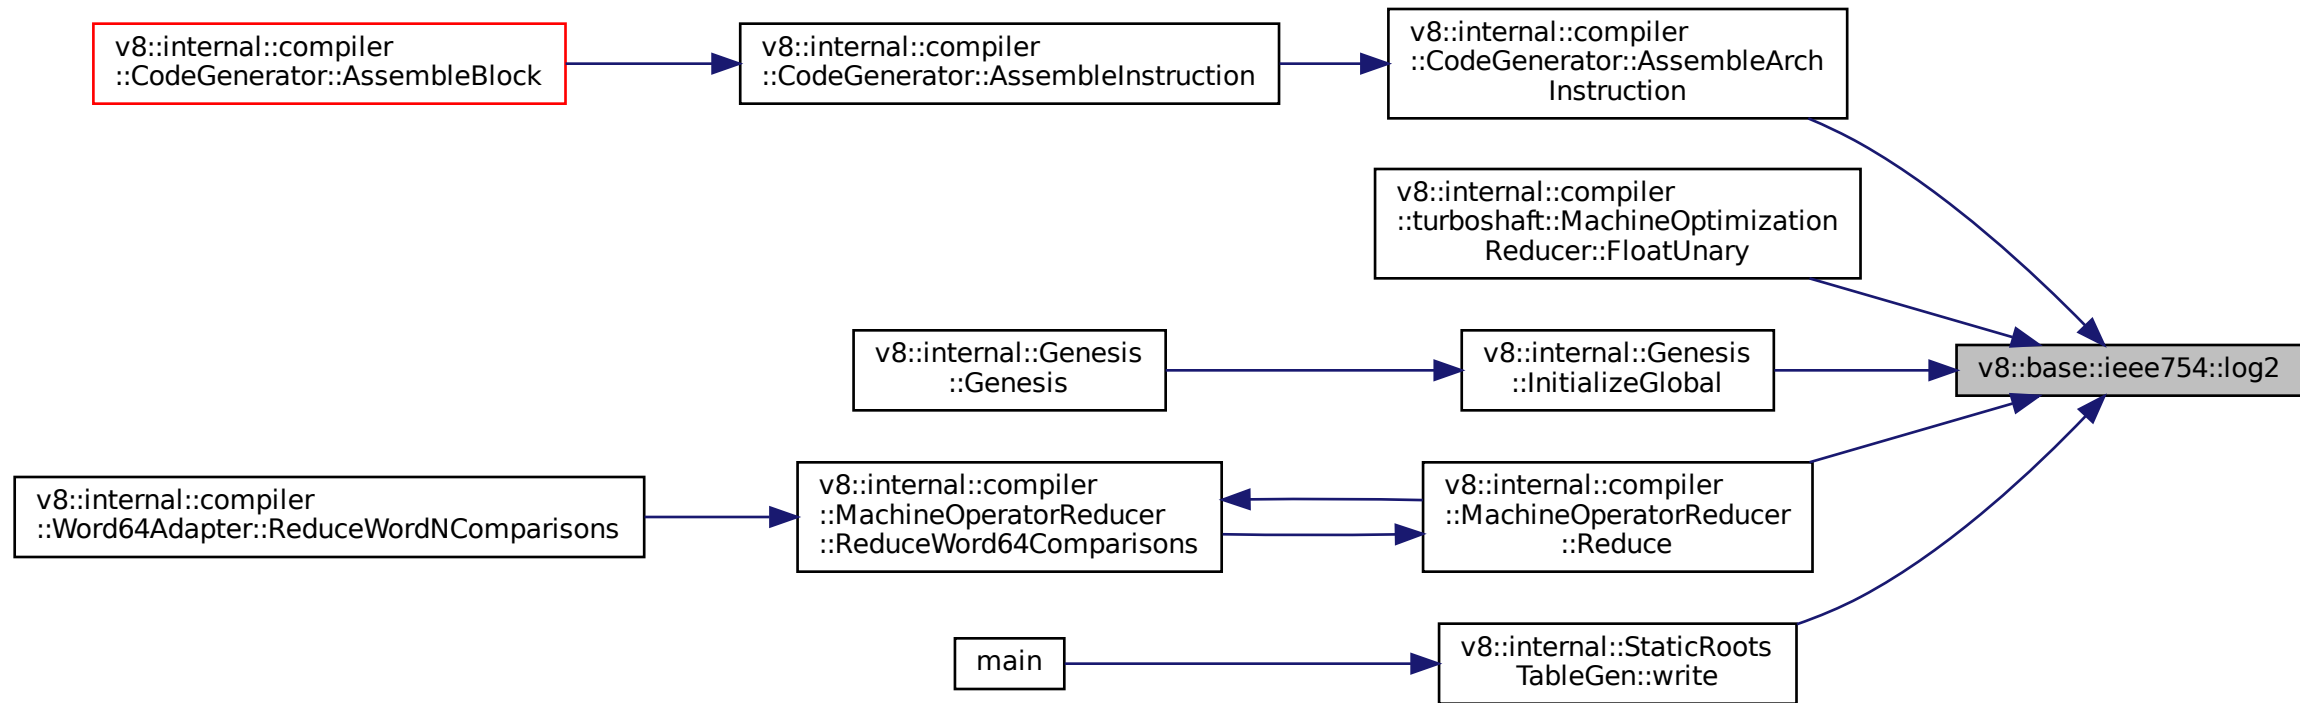 v8::internal::compiler
::CodeGenerator::AssembleBlock
v8::internal::compiler
::CodeGenerator::AssembleInstruction
v8::internal::compiler
::CodeGenerator::AssembleArch
Instruction
v8::internal::compiler
::turboshaft::MachineOptimization
Reducer::FloatUnary
v8::internal::Genesis
::Genesis
v8::internal::Genesis
::InitializeGlobal
v8::base::ieee754::log2
v8::internal::compiler
::Word64Adapter::ReduceWordNComparisons
v8::internal::compiler
::MachineOperatorReducer
::ReduceWord64Comparisons
v8::internal::compiler
::MachineOperatorReducer
::Reduce
main
v8::internal::StaticRoots
TableGen::write